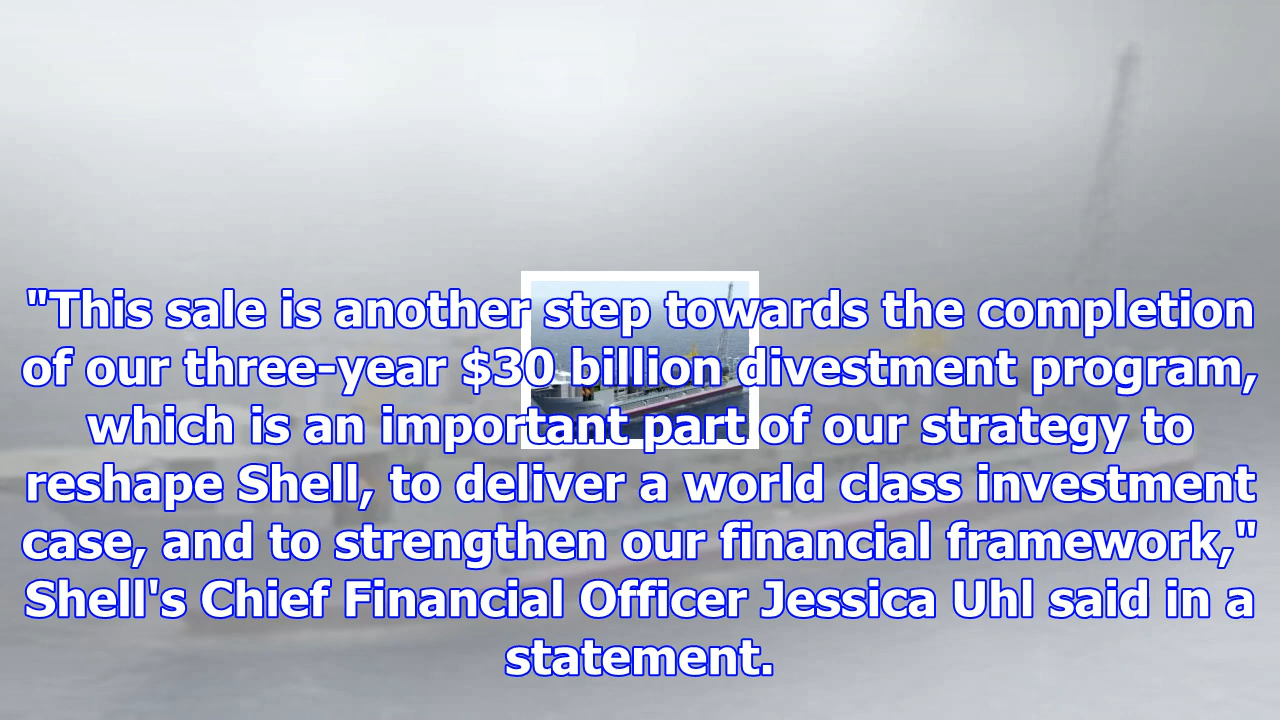 "This sale is another step towards the completion
of our three-year $30 billion divestment program,
which is an important part of our strategy to
reshape Shell, to deliver a world class investment
case, and to strengthen our financial framework,"
Shell's Chief Financial Officer Jessica Uhl said in a
statement.